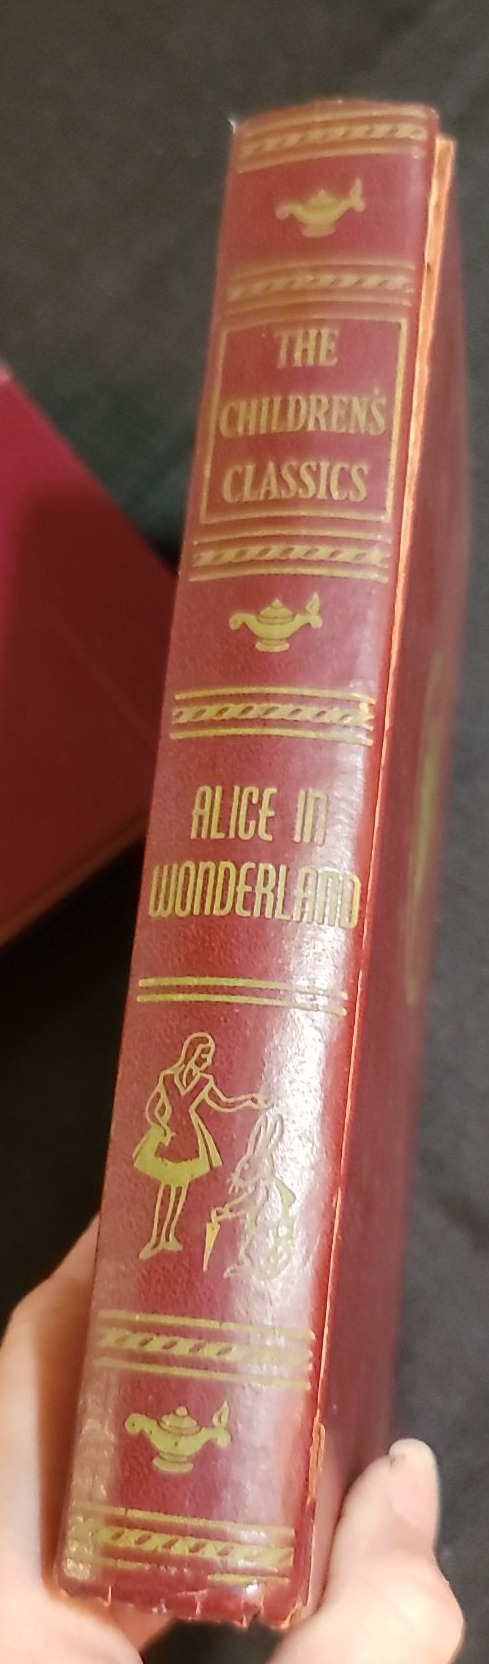 THE
CHILDREN'S
CLASSICS
ALICE IN
WONDERLAND